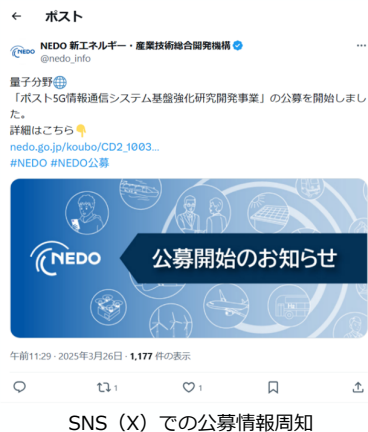 ← ポスト
NEDO NEDO 新エネルギー・産業技術総合開発機構
@nedo_info
量子分野🌐
「ポスト5G情報通信システム基盤強化研究開発事業」の公募を開始しまし
た。
詳細はこちら👇
nedo.go.jp/koubo/CD2_1003...
#NEDO #NEDO公募
NEDO 公募開始のお知らせ
午前11:29 · 2025年3月26日 · 1,177 件の表示
1 1
SNS（X）での公募情報周知